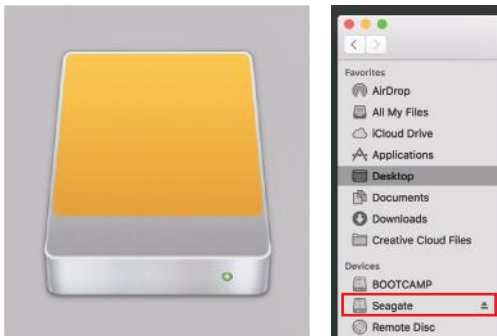 Favorites
AirDrop
All My Files
iCloud Drive
Applications
Desktop
Documents
Downloads
Creative Cloud Files
Devices
BOOTCAMP
Seagate
Remote Disc